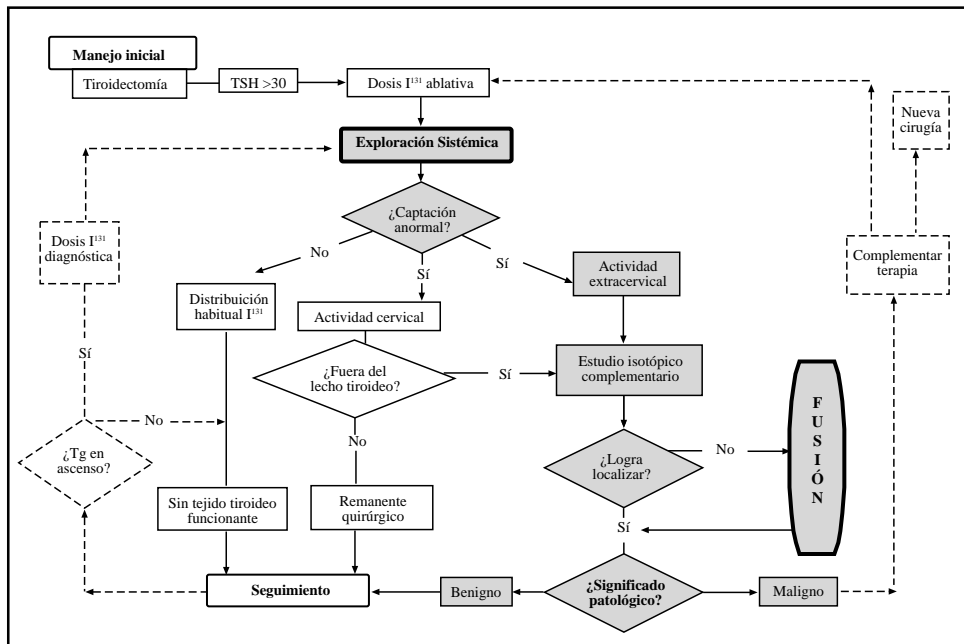 Manejo inicial
Tiroidectomía
TSH >30
Dosis I¹³¹ ablativa
Nueva
cirugía
Exploración Sistémica
¿Captación
anormal?
Dosis I¹³¹
diagnóstica
Complementar
terapia
No
Sí
Sí
Actividad
extracervical
Distribuición
habitual I¹³¹
Actividad cervical
Sí
¿Fuera del
lecho tiroideo?
Sí
Estudio isotópico
complementario
FUSIÓN
No
No
¿Tg en
ascenso?
¿Logra
localizar?
No
Sin tejido tiroideo
funcionante
Remanente
quirúrgico
Sí
Seguimiento
Benigno
¿Significado
patológico?
Maligno